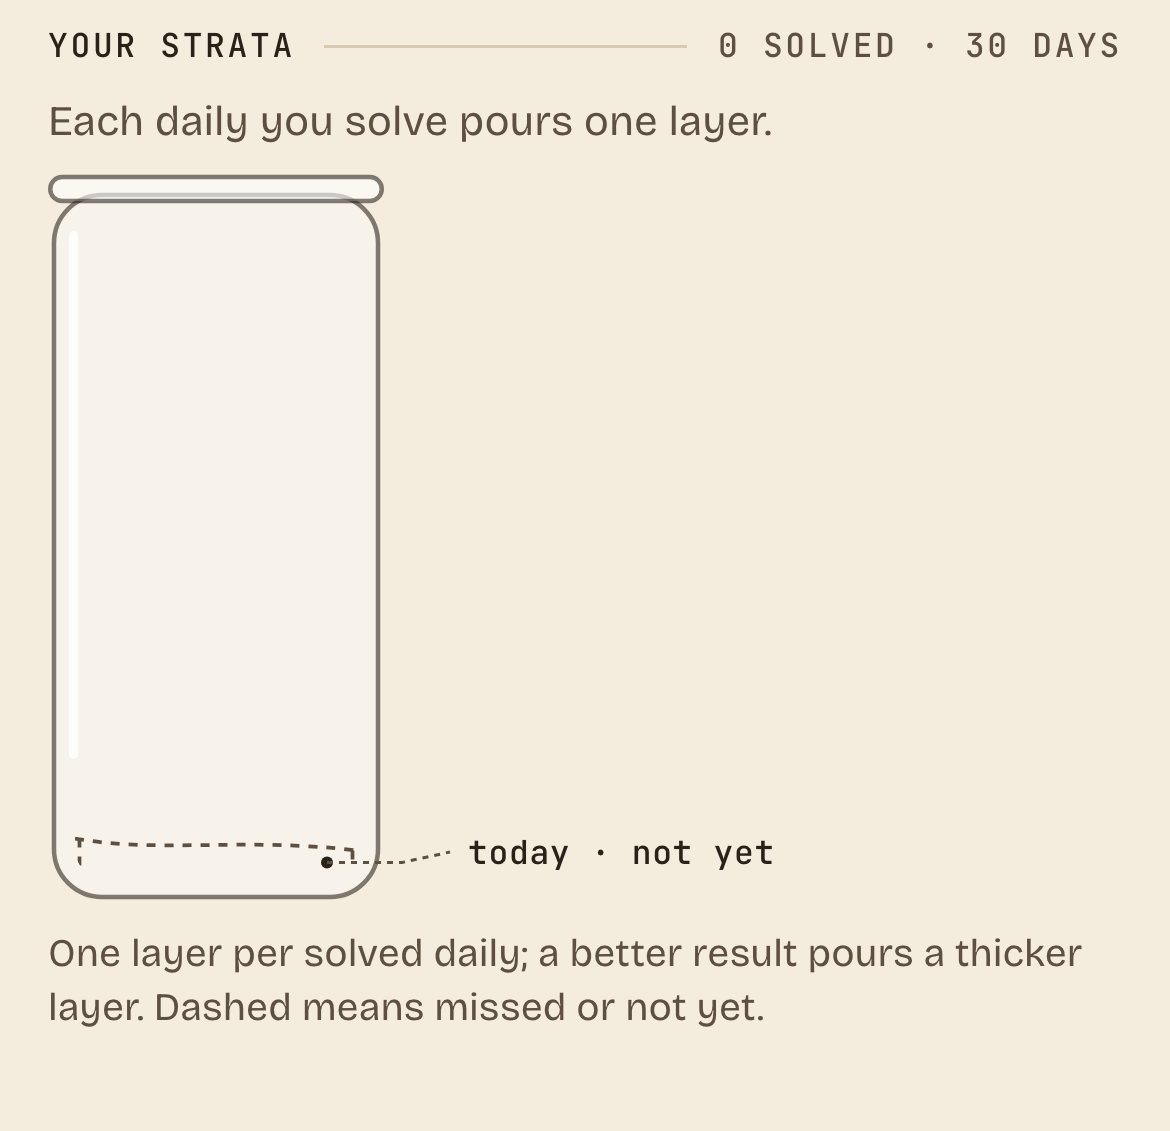 YOUR STRATA
0 SOLVED · 30 DAYS
Each daily you solve pours one layer.
today · not yet
One layer per solved daily; a better result pours a thicker
layer. Dashed means missed or not yet.